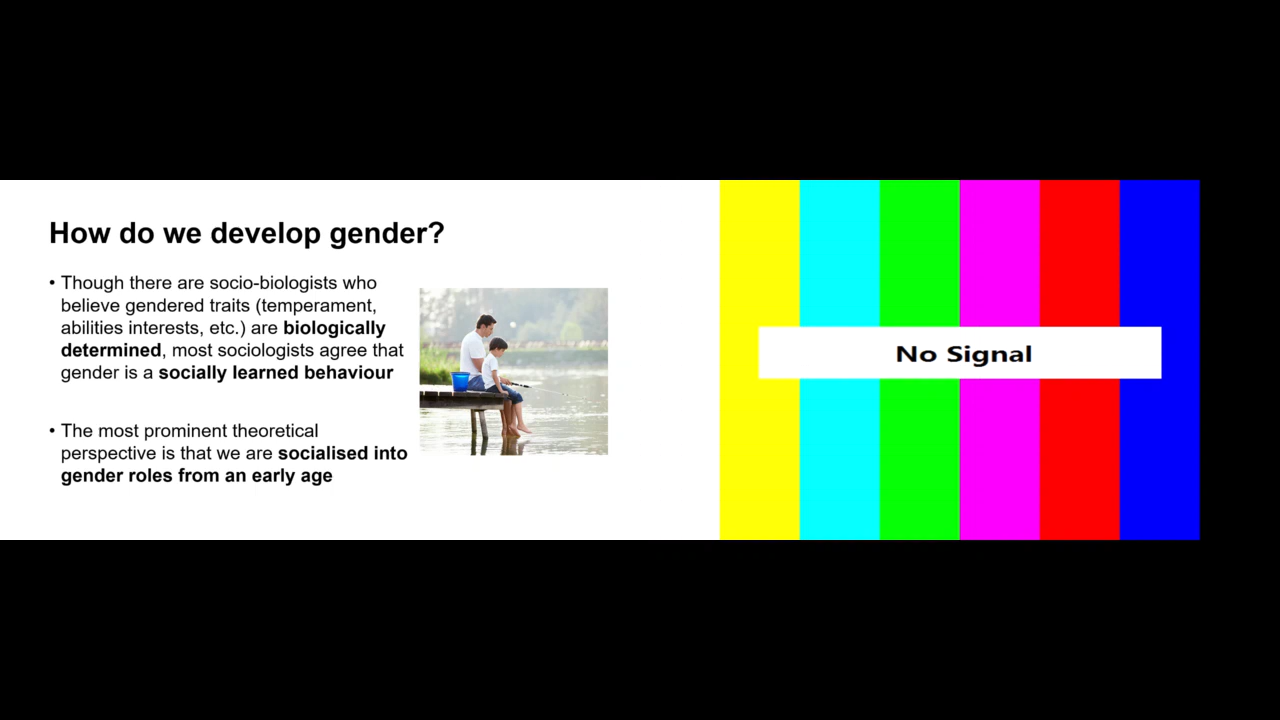 How do we develop gender?
• Though there are socio-biologists who
believe gendered traits (temperament,
abilities interests, etc.) are biologically
determined, most sociologists agree that
gender is a socially learned behaviour
• The most prominent theoretical
perspective is that we are socialised into
gender roles from an early age
No Signal